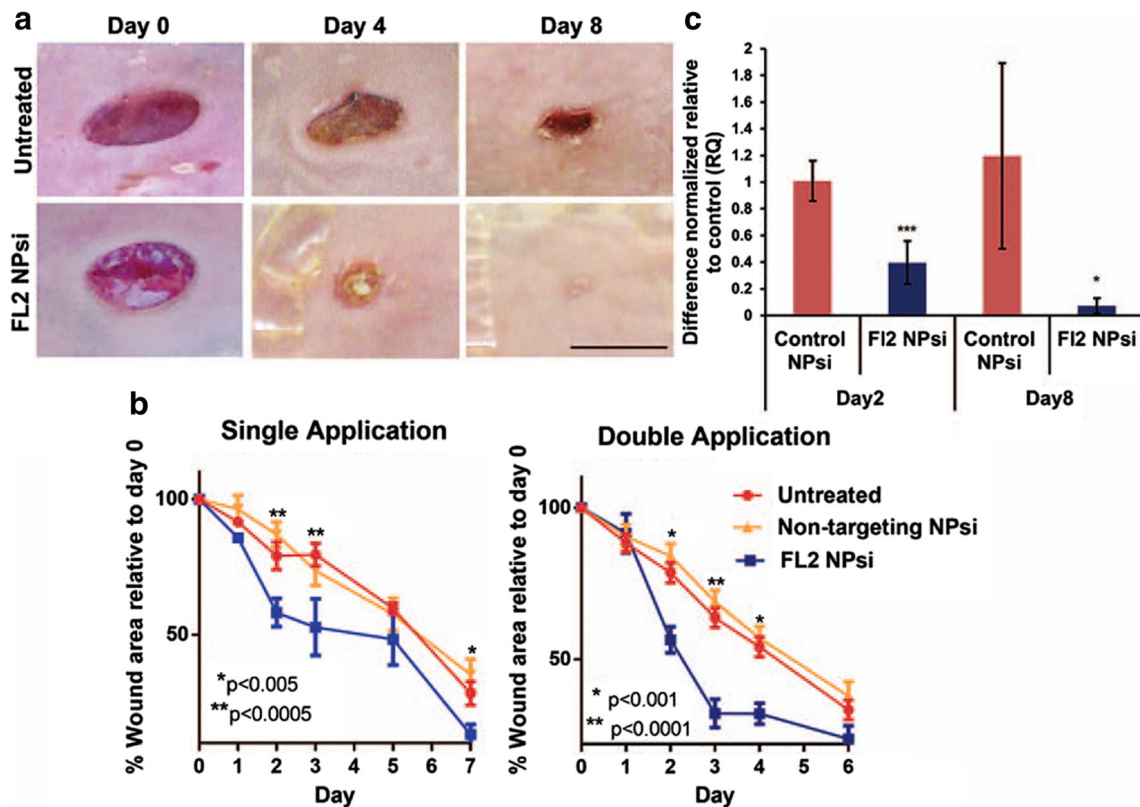 a
Day 0
Day 4
Day 8
Untreated
FL2 NPsi
c
Difference normalized relative
to control (RQ)
2
1.8
1.6
1.4
1.2
1
0.8
0.6
0.4
0.2
0
***
*
Control
NPsi
Fl2 NPsi
Control
NPsi
Fl2 NPsi
Day2
Day8
b
Single Application
% Wound area relative to day 0
100
50
**
**
*
*p<0.005
**p<0.0005
0 1 2 3 5 7
Day
Double Application
% Wound area relative to day 0
100
50
*
**
*
* p<0.001
** p<0.0001
0 1 2 3 4 6
Day
Untreated
Non-targeting NPsi
FL2 NPsi